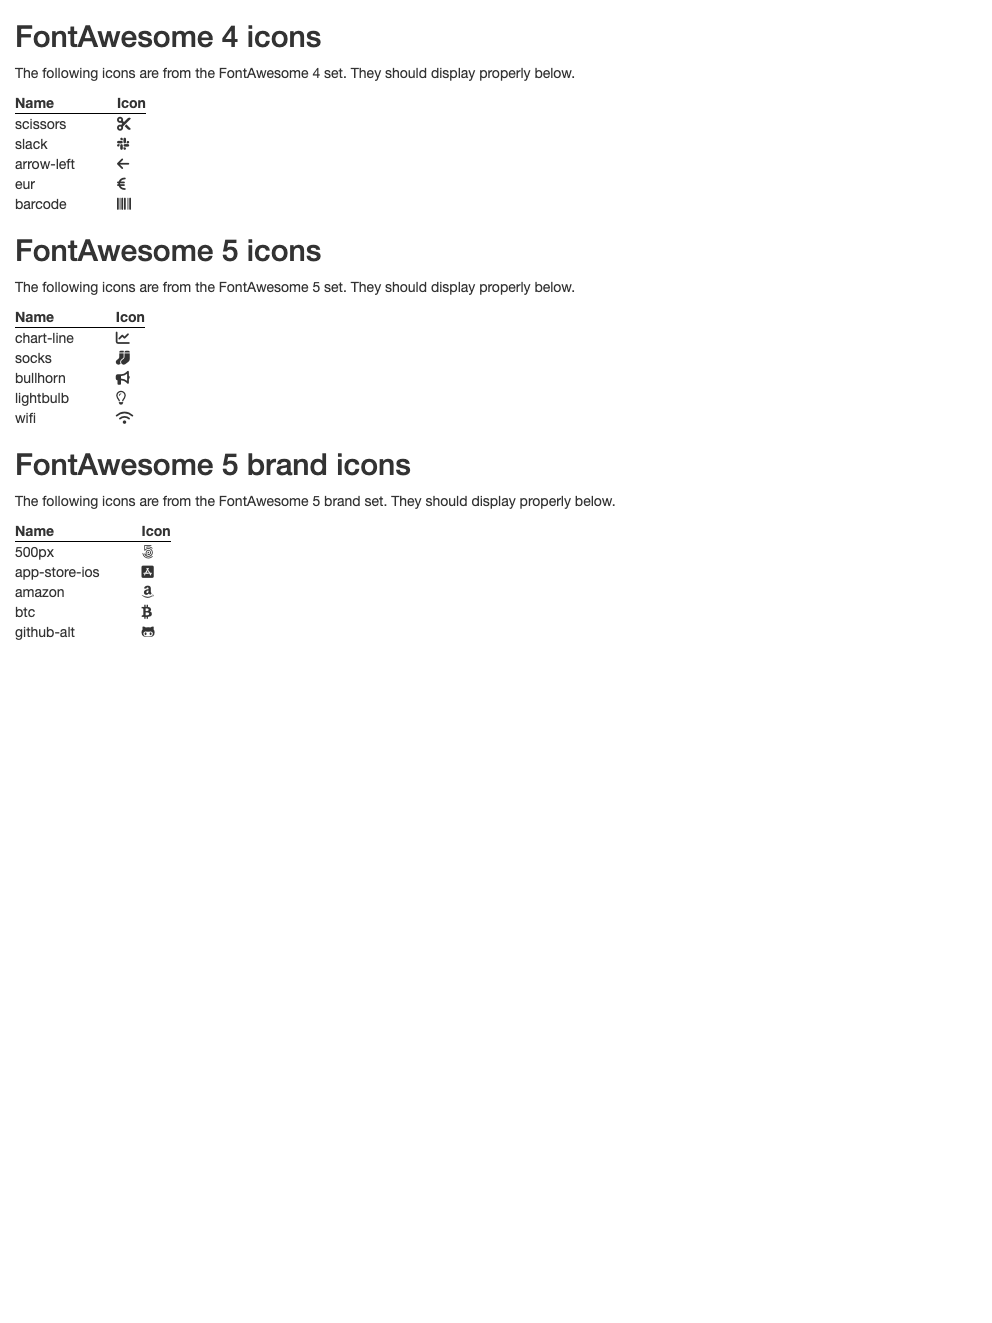 FontAwesome 4 icons
The following icons are from the FontAwesome 4 set. They should display properly below.
Name Icon
scissors
slack
arrow-left
eur €
barcode
FontAwesome 5 icons
The following icons are from the FontAwesome 5 set. They should display properly below.
Name Icon
chart-line
socks
bullhorn
lightbulb
wifi
FontAwesome 5 brand icons
The following icons are from the FontAwesome 5 brand set. They should display properly below.
Name Icon
500px
app-store-ios
amazon
btc
github-alt